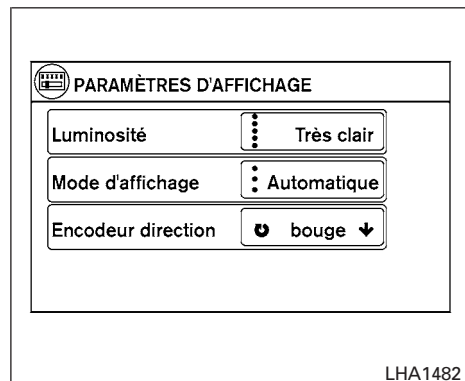 PARAMÈTRES D'AFFICHAGE
Luminosité Très clair
Mode d'affichage Automatique
Encodeur direction bouge
LHA1482